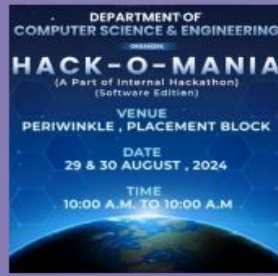 DEPARTMENT OF
COMPUTER SCIENCE & ENGINEERING
ORGANIZES
HACK-O-MANIA
(A Part of Internal Hackathon)
(Software Edition)
VENUE
PERIWINKLE , PLACEMENT BLOCK
DATE
29 & 30 AUGUST , 2024
TIME
10:00 A.M. TO 10:00 A.M